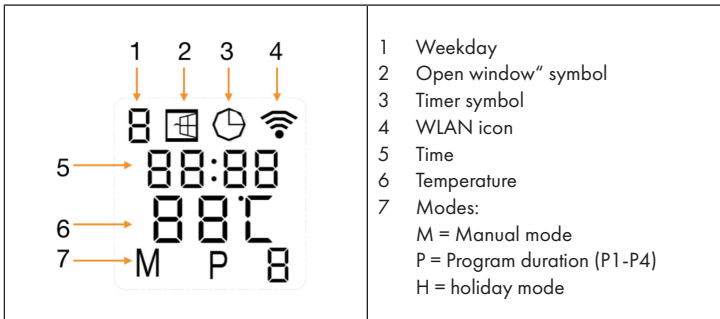 1 2 3 4
8
5 88:88
6 88°C
7 M P 8
1 Weekday
2 Open window“ symbol
3 Timer symbol
4 WLAN icon
5 Time
6 Temperature
7 Modes:
M = Manual mode
P = Program duration (P1-P4)
H = holiday mode